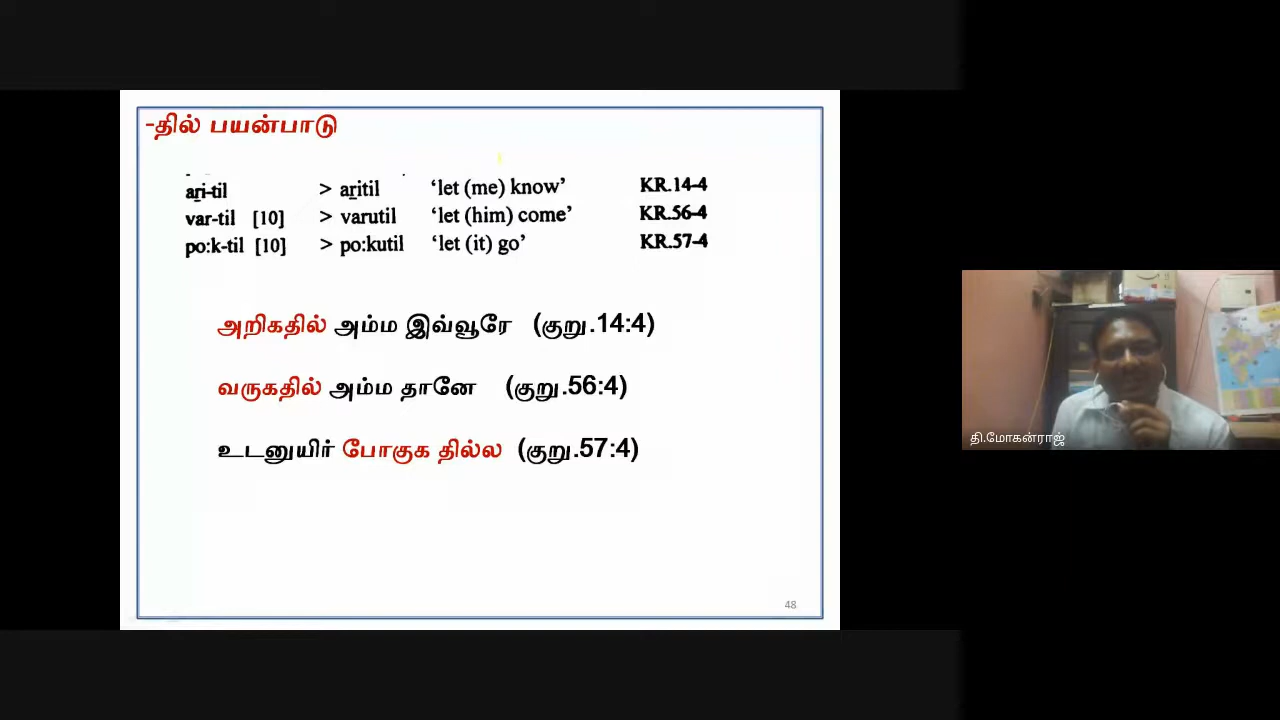 -தில் பயன்பாடு
aṟi-til > aṟitil ‘let (me) know’ KR.14-4
var-til [10] > varutil ‘let (him) come’ KR.56-4
po:k-til [10] > po:kutil ‘let (it) go’ KR.57-4
அறிகதில் அம்ம இவ்வூரே (குறு.14:4)
வருகதில் அம்ம தானே (குறு.56:4)
உடனுயிர் போகுக தில்ல (குறு.57:4)
48
தி.மோகன்ராஜ்